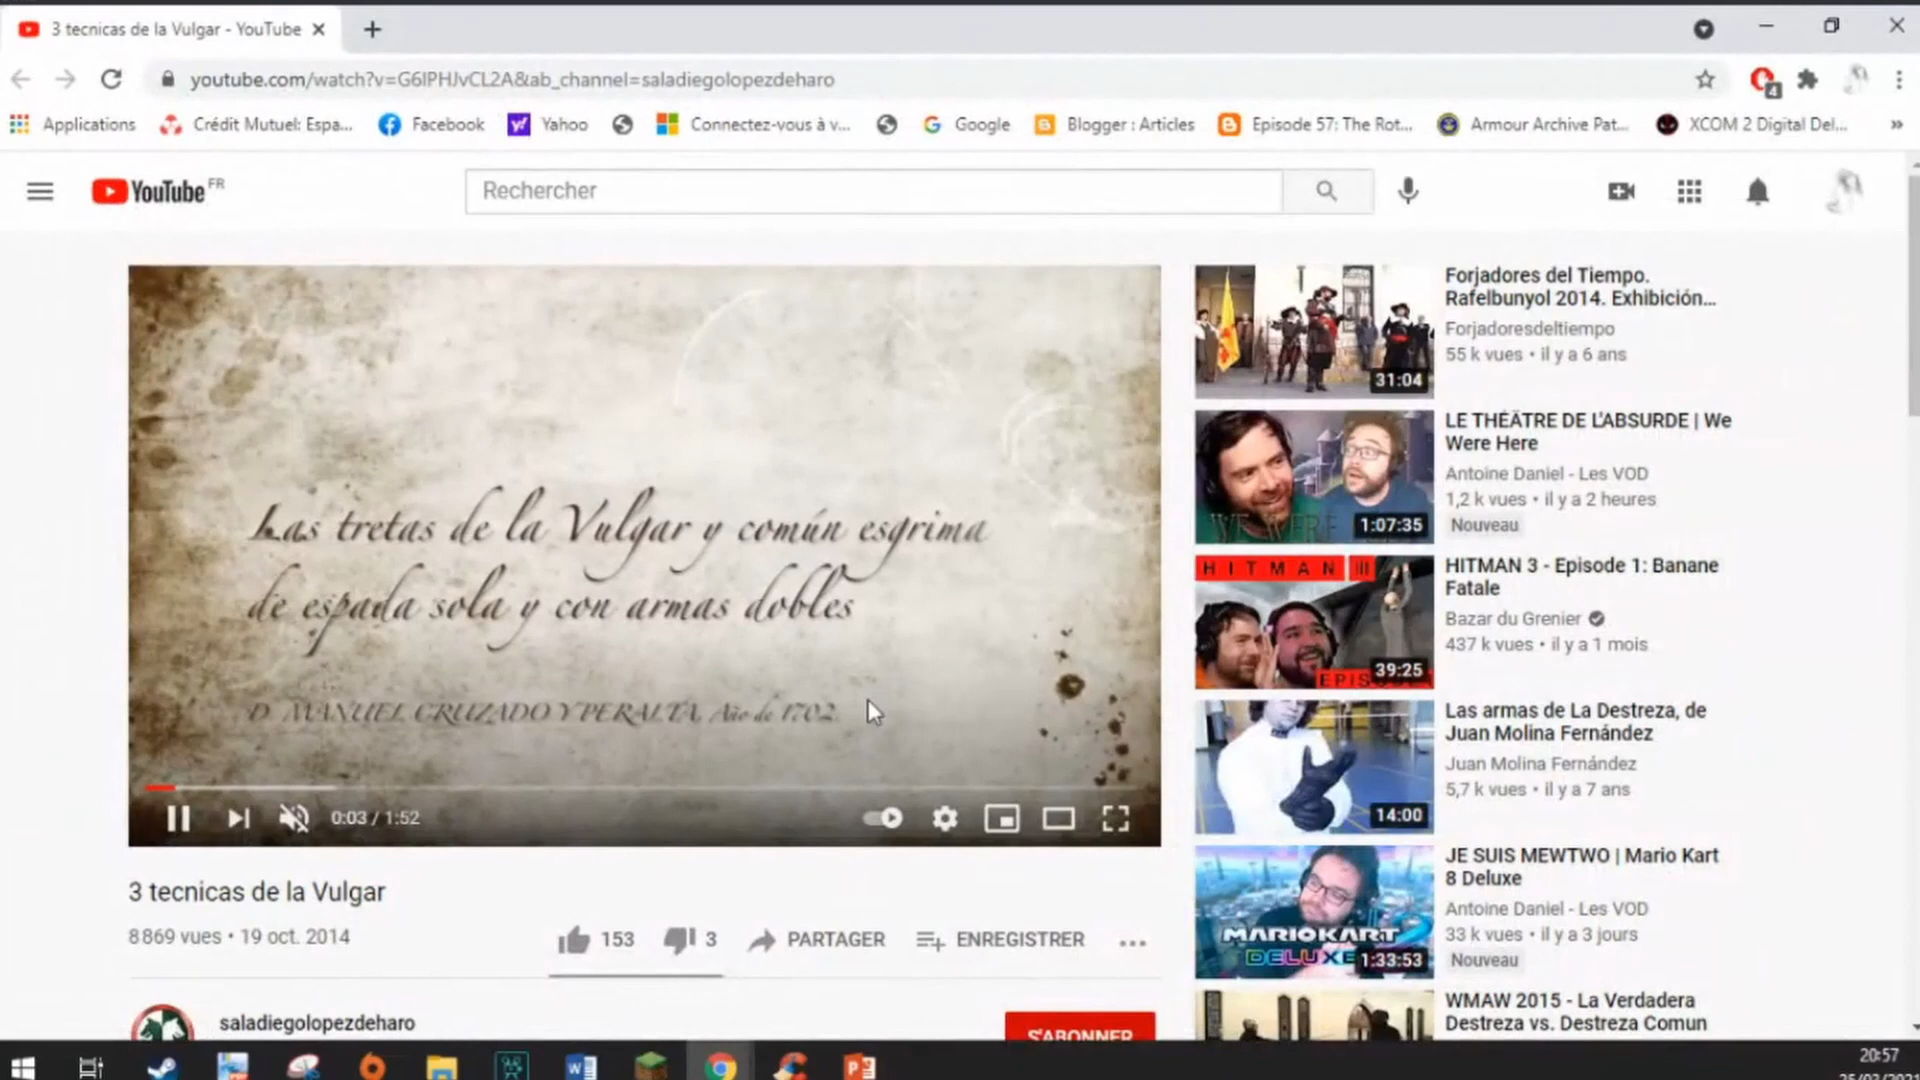 3 tecnicas de la Vulgar - YouTube
youtube.com/watch?v=G6IPHJvCL2A&ab_channel=saladiegolopezdeharo
4
Applications
Crédit Mutuel: Espa...
Facebook
Yahoo
Connectez-vous à v...
Google
Blogger : Articles
Episode 57: The Rot...
Armour Archive Pat...
XCOM 2 Digital Del...
YouTube FR
Rechercher
Las tretas de la Vulgar y común esgrima
de espada sola y con armas dobles
D. MANUEL CRUZADO Y PERALTA. Año de 1702
0:03 / 1:52
3 tecnicas de la Vulgar
8 869 vues • 19 oct. 2014
153
3
PARTAGER
ENREGISTRER
saladiegolopezdeharo
S'ABONNER
31:04
Forjadores del Tiempo.
Rafelbunyol 2014. Exhibición...
Forjadoresdeltiempo
55 k vues • il y a 6 ans
WE WERE
1:07:35
LE THÉÂTRE DE L'ABSURDE | We
Were Here
Antoine Daniel - Les VOD
1,2 k vues • il y a 2 heures
Nouveau
HITMAN III
39:25
HITMAN 3 - Episode 1: Banane
Fatale
Bazar du Grenier
437 k vues • il y a 1 mois
14:00
Las armas de La Destreza, de
Juan Molina Fernández
Juan Molina Fernández
5,7 k vues • il y a 7 ans
MARIOKART
DELUXE
1:33:53
JE SUIS MEWTWO | Mario Kart
8 Deluxe
Antoine Daniel - Les VOD
33 k vues • il y a 3 jours
Nouveau
WMAW 2015 - La Verdadera
Destreza vs. Destreza Comun
20:57